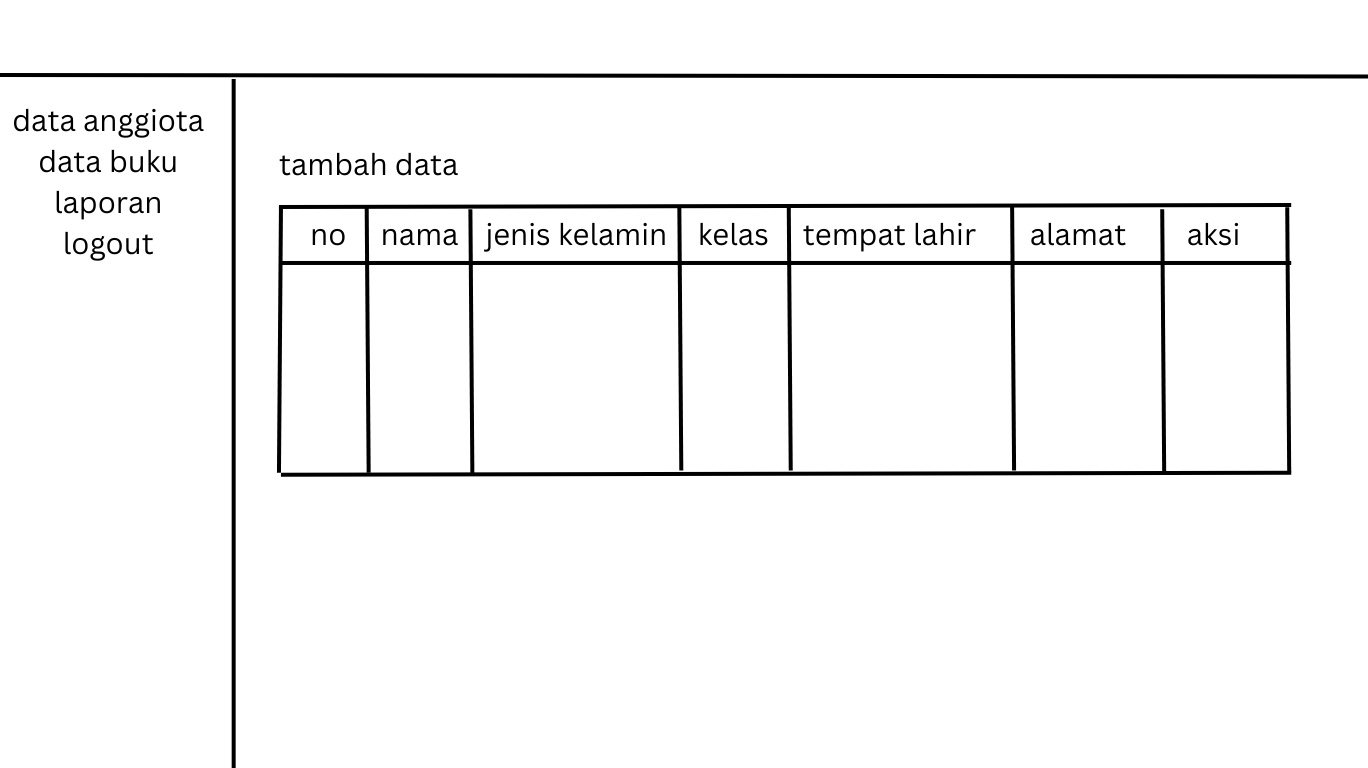 data anggiota
data buku
laporan
logout
tambah data
no nama jenis kelamin kelas tempat lahir alamat aksi